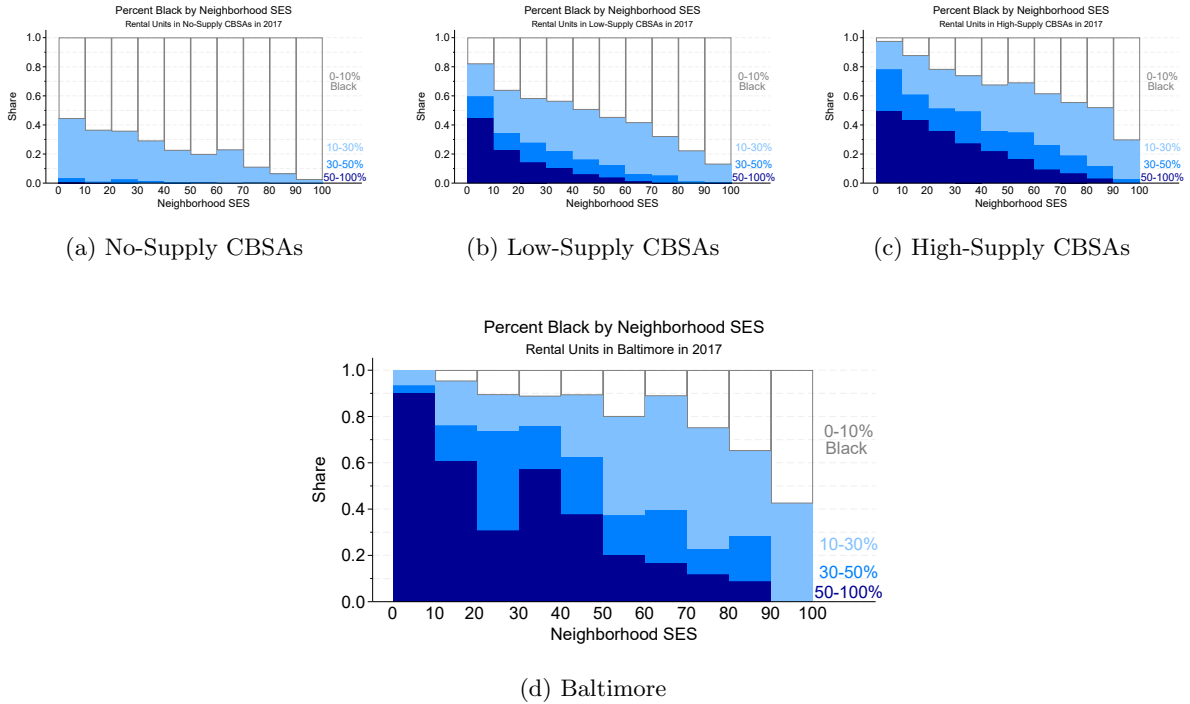 Percent Black by Neighborhood SES
Rental Units in No-Supply CBSAs in 2017
1.0
0.8
0.6
0.4
0.2
0.0
Share
0-10%
Black
10-30%
30-50%
50-100%
0 10 20 30 40 50 60 70 80 90 100
Neighborhood SES
(a) No-Supply CBSAs
Percent Black by Neighborhood SES
Rental Units in Low-Supply CBSAs in 2017
1.0
0.8
0.6
0.4
0.2
0.0
Share
0-10%
Black
10-30%
30-50%
50-100%
0 10 20 30 40 50 60 70 80 90 100
Neighborhood SES
(b) Low-Supply CBSAs
Percent Black by Neighborhood SES
Rental Units in High-Supply CBSAs in 2017
1.0
0.8
0.6
0.4
0.2
0.0
Share
0-10%
Black
10-30%
30-50%
50-100%
0 10 20 30 40 50 60 70 80 90 100
Neighborhood SES
(c) High-Supply CBSAs
Percent Black by Neighborhood SES
Rental Units in Baltimore in 2017
1.0
0.8
0.6
0.4
0.2
0.0
Share
0-10%
Black
10-30%
30-50%
50-100%
0 10 20 30 40 50 60 70 80 90 100
Neighborhood SES
(d) Baltimore